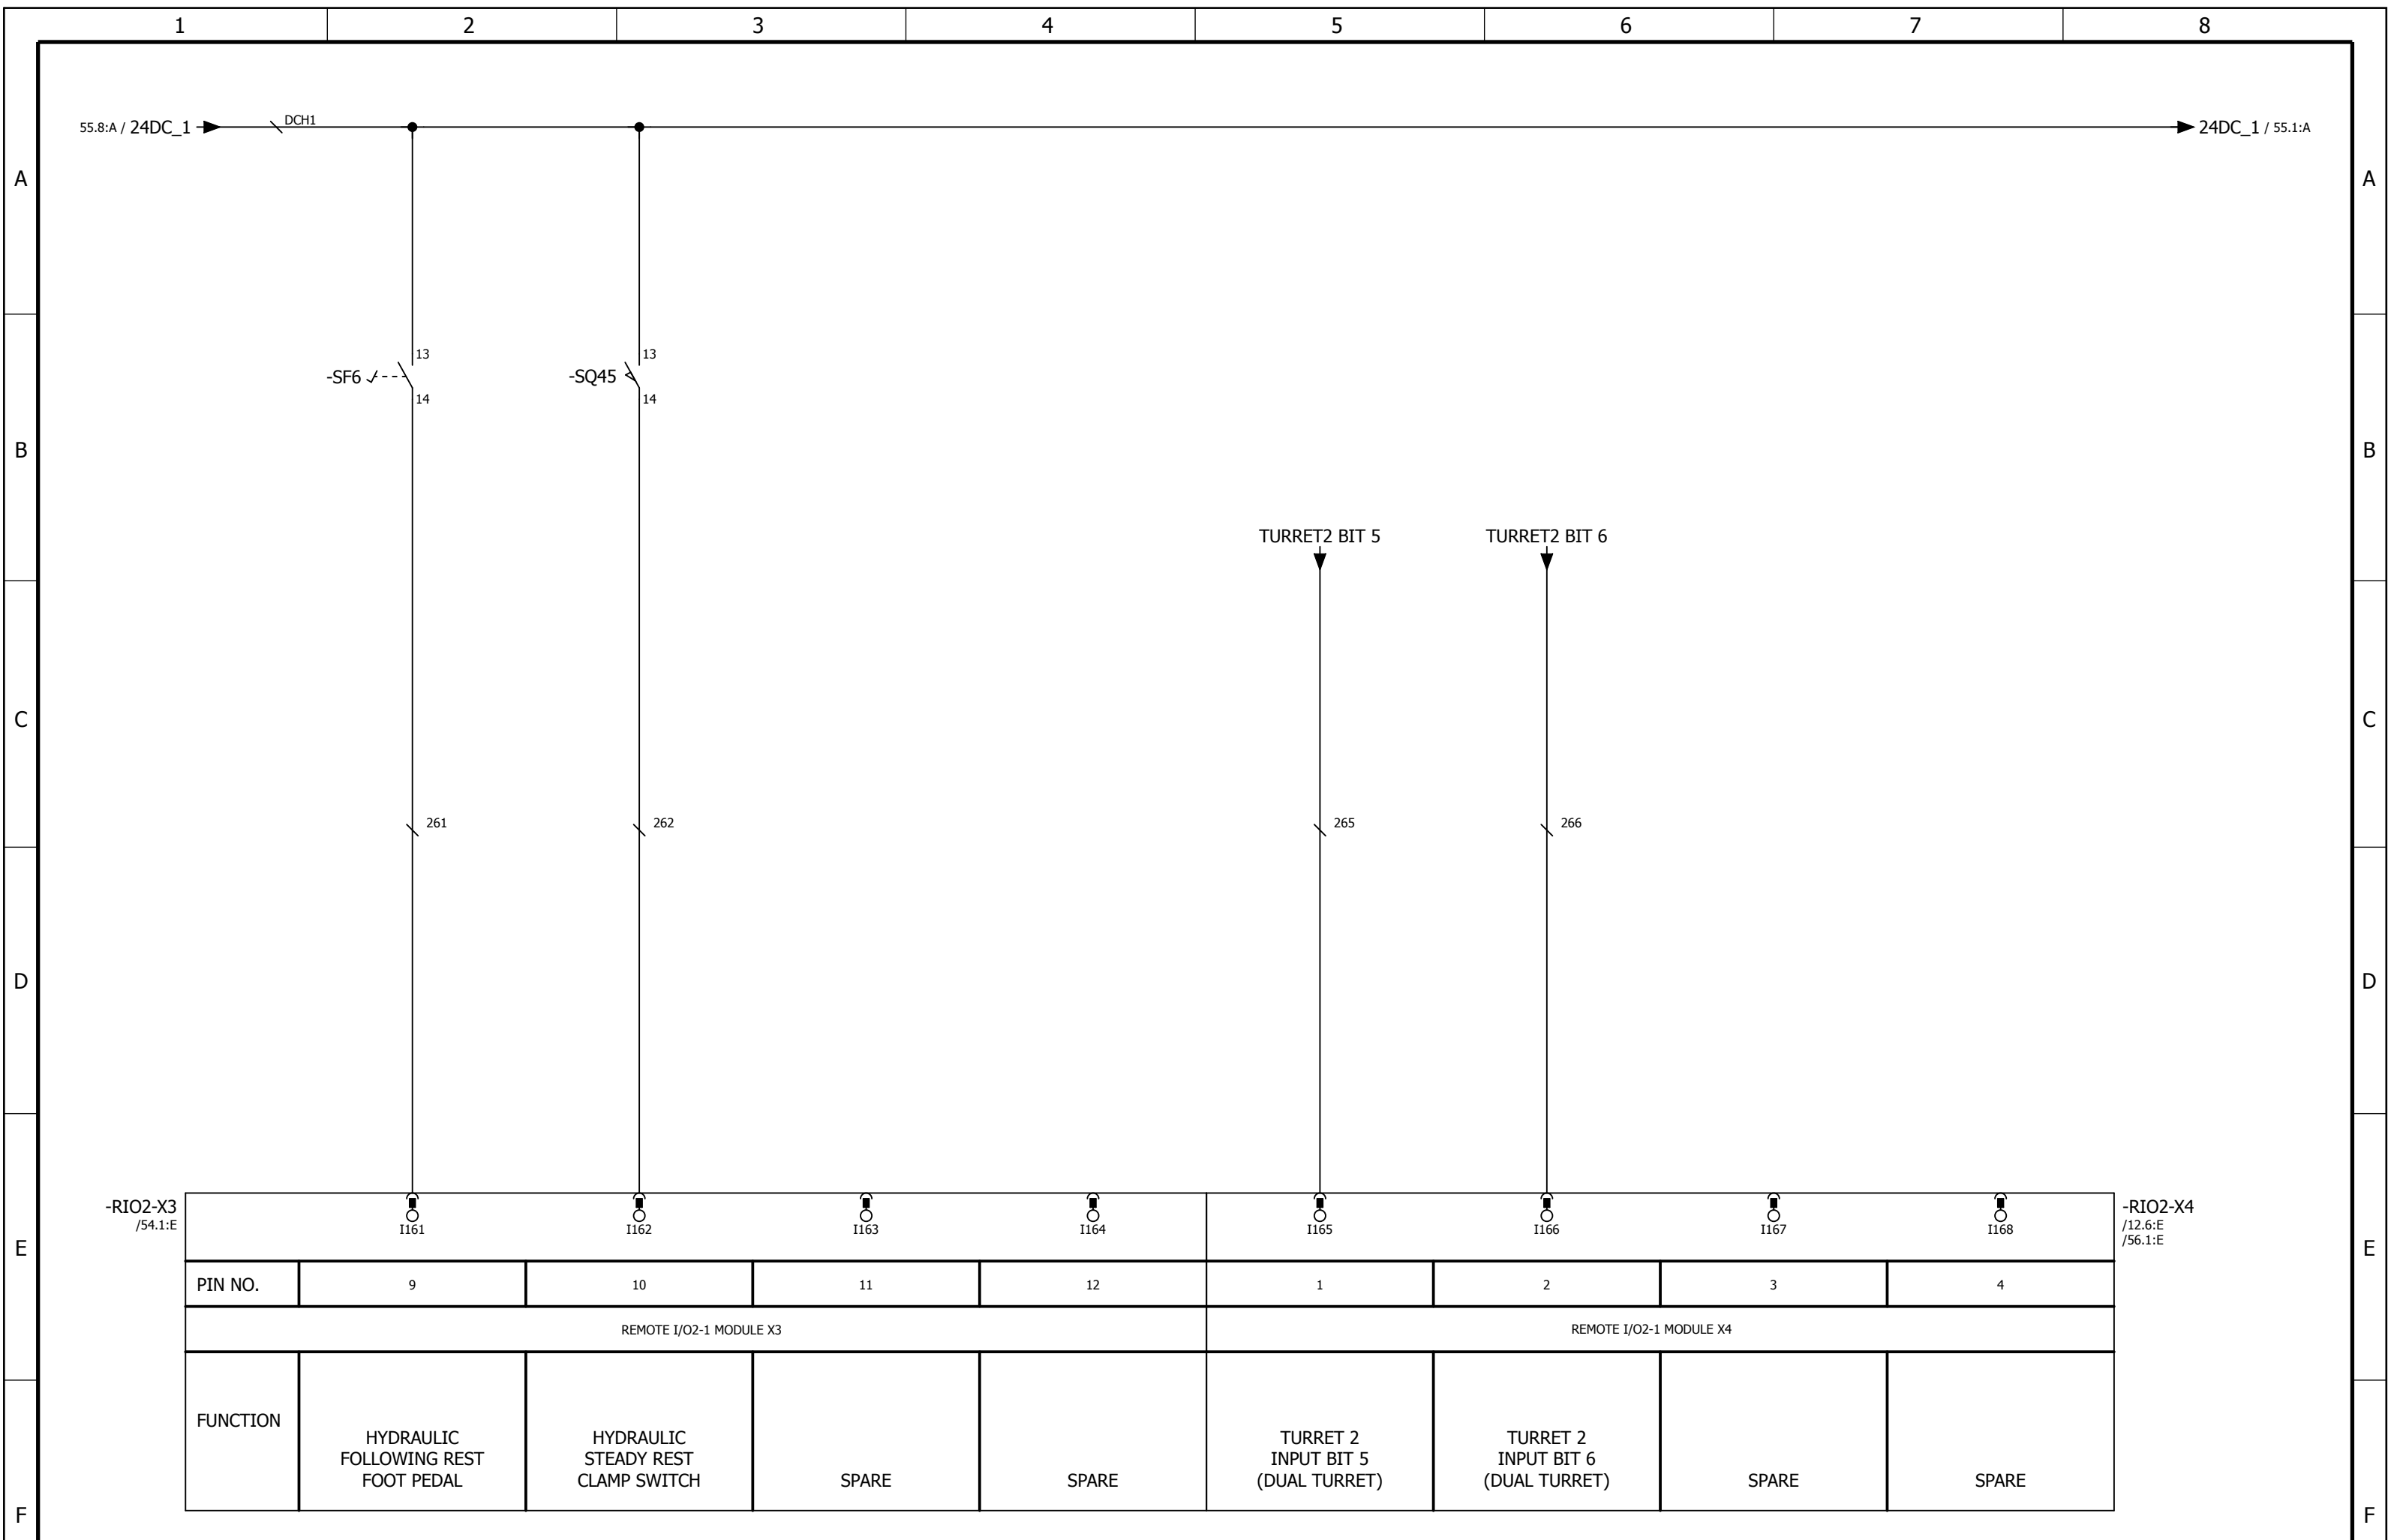 1 2 3 4 5 6 7 8
55.8:A / 24DC_1
DCH1
24DC_1 / 55.1:A
A A
13 13
-SF6 -SQ45
14 14
B B
TURRET2 BIT 5 TURRET2 BIT 6
C C
261 262 265 266
D D
-RIO2-X3
/54.1:E
I161 I162 I163 I164 I165 I166 I167 I168
-RIO2-X4
/12.6:E
/56.1:E
E E
PIN NO. 9 10 11 12 1 2 3 4
REMOTE I/O2-1 MODULE X3 REMOTE I/O2-1 MODULE X4
FUNCTION
HYDRAULIC
FOLLOWING REST
FOOT PEDAL
HYDRAULIC
STEADY REST
CLAMP SWITCH
SPARE
SPARE
TURRET 2
INPUT BIT 5
(DUAL TURRET)
TURRET 2
INPUT BIT 6
(DUAL TURRET)
SPARE
SPARE
F F